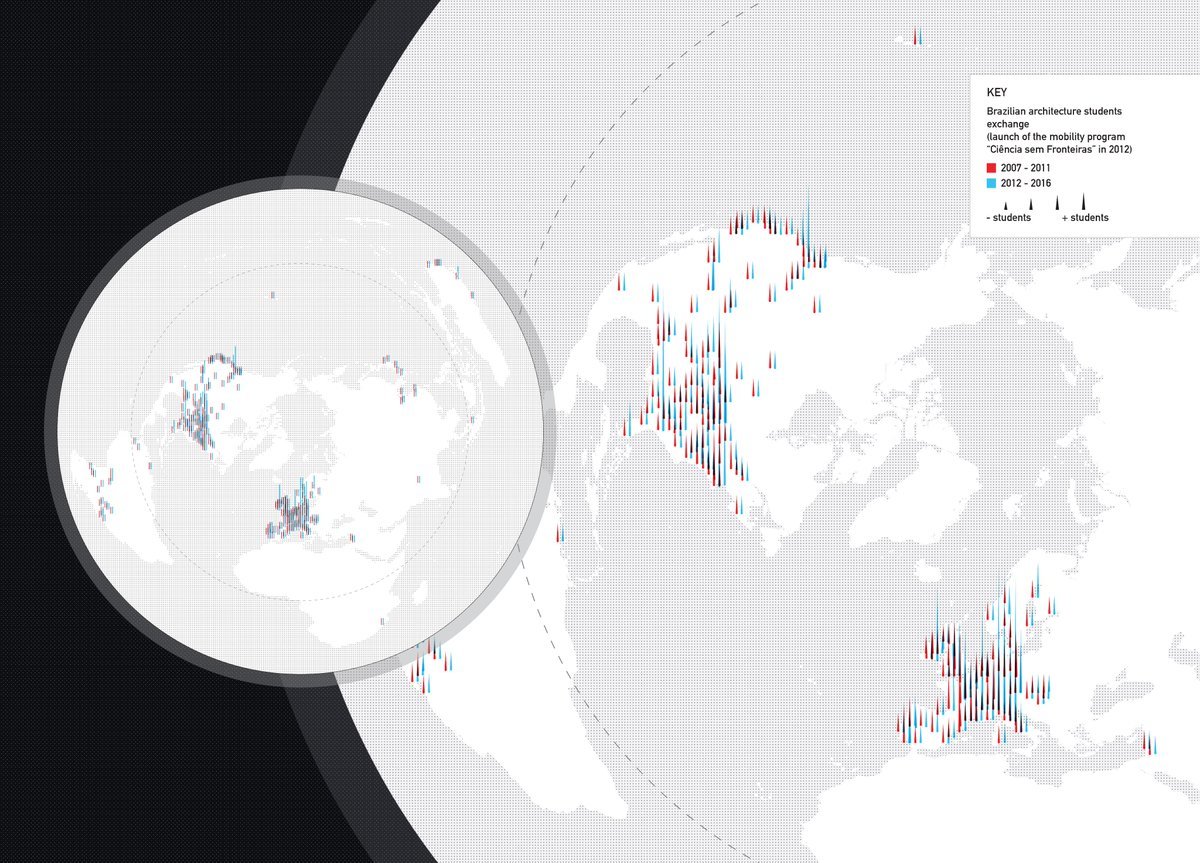 KEY
Brazilian architecture students
exchange
(launch of the mobility program
"Ciência sem Fronteiras" in 2012)
2007 - 2011
2012 - 2016
- students + students